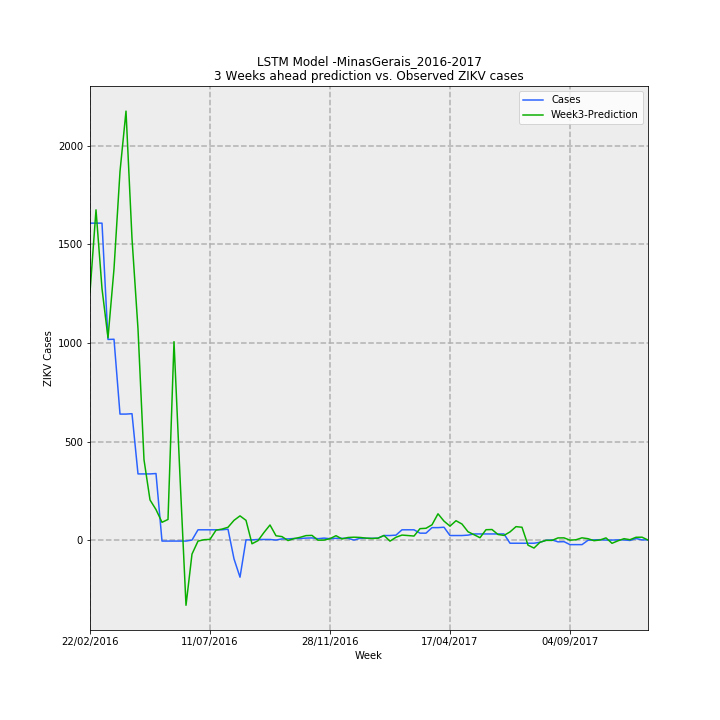 LSTM Model -MinasGerais_2016-2017
3 Weeks ahead prediction vs. Observed ZIKV cases
Cases
Week3-Prediction
2000
1500
1000
500
0
ZIKV Cases
22/02/2016
11/07/2016
28/11/2016
17/04/2017
04/09/2017
Week